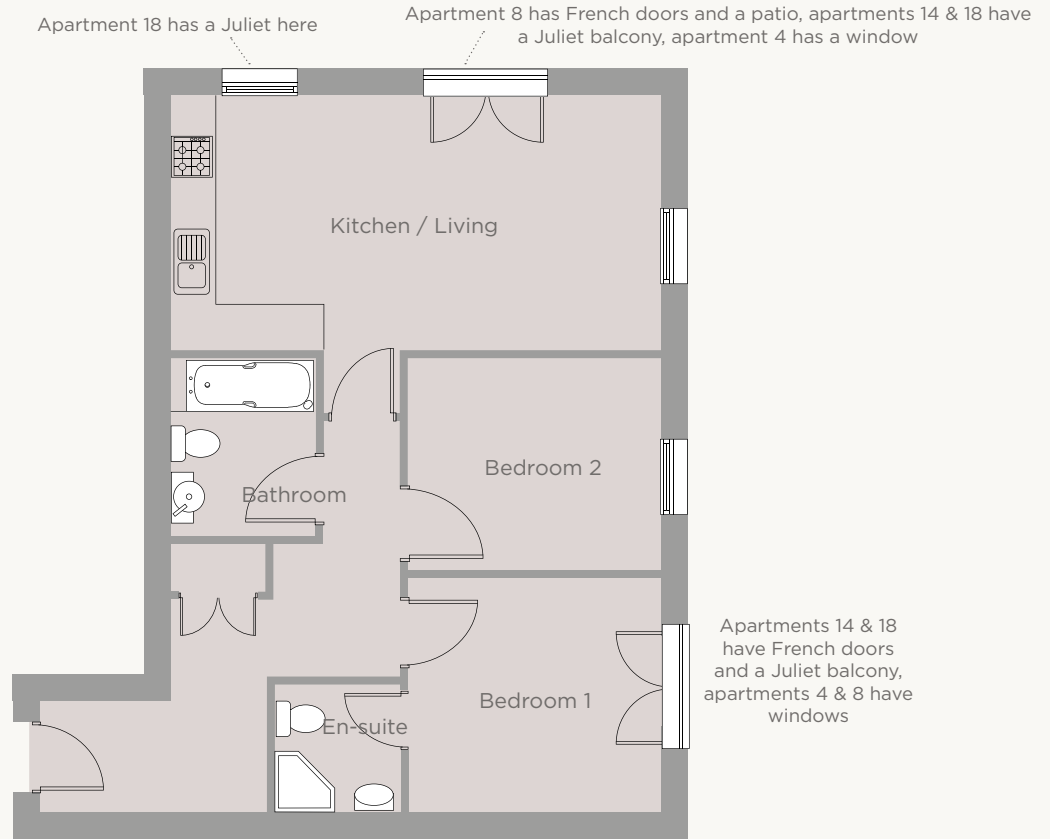 Apartment 18 has a Juliet here
Apartment 8 has French doors and a patio, apartments 14 & 18 have
a Juliet balcony, apartment 4 has a window
Kitchen / Living
Bedroom 2
Bathroom
Apartments 14 & 18
have French doors
and a Juliet balcony,
apartments 4 & 8 have
windows
Bedroom 1
En-suite